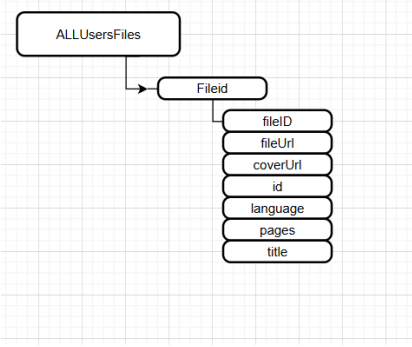 ALLUsersFiles
Fileid
fileID
fileUrl
coverUrl
id
language
pages
title